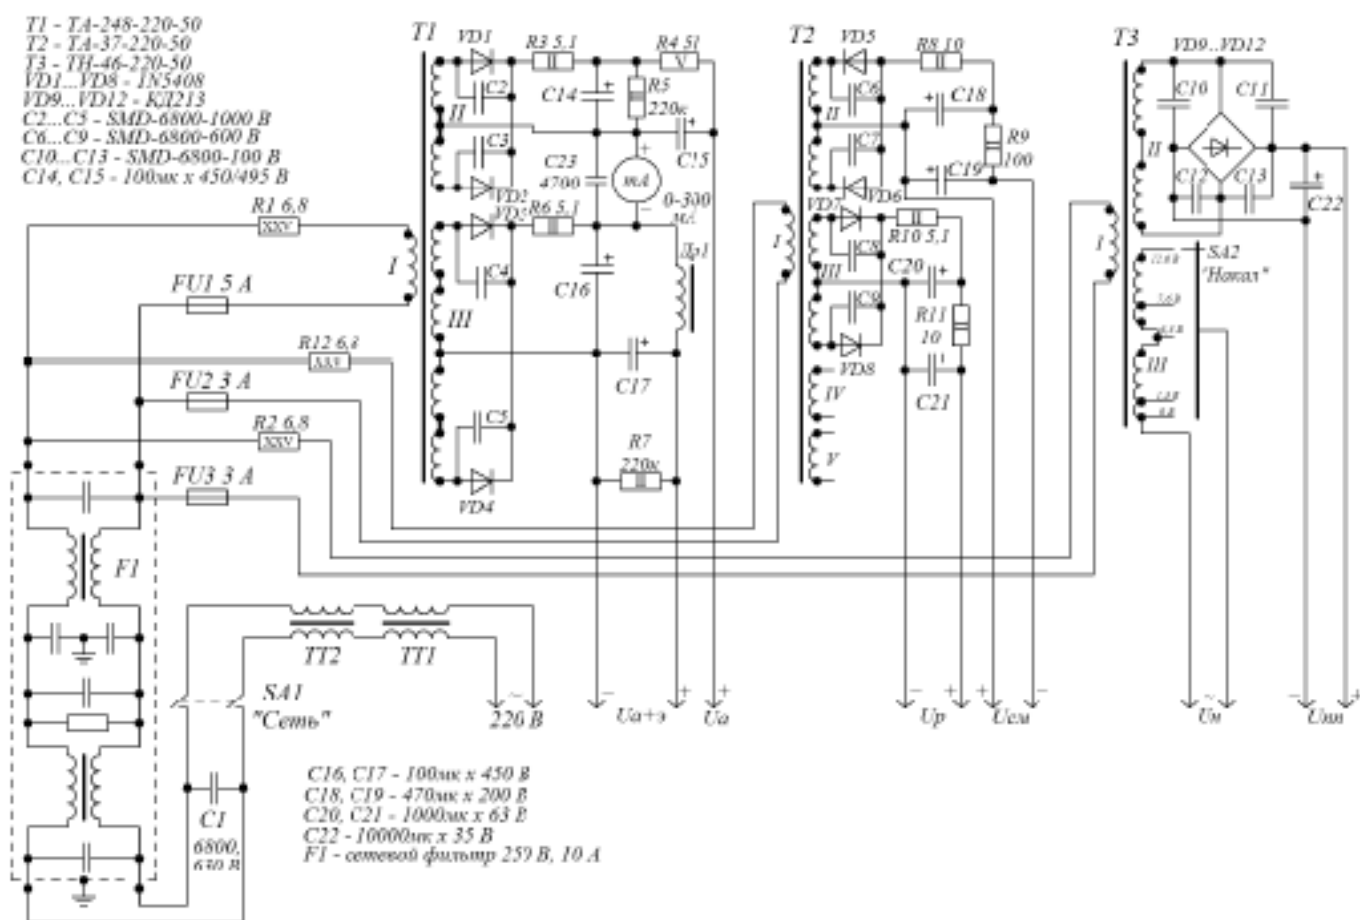 T1 - ТА-248-220-50
T2 - ТА-37-220-50
T3 - ТН-46-220-50
VD1...VD8 - 1N5408
VD9...VD12 - КД213
C2...C5 - SMD-6800-1000 В
C6...C9 - SMD-6800-600 В
C10...C13 - SMD-6800-100 В
C14, C15 - 100мк x 450/495 В
T1
VD1
R3 5,1
R4 51
T2
VD5
R8 10
T3
VD9..VD12
C2
C14
R5
220к
C6
C18
C10
C11
II
II
R9
100
C3
C23
4700
mA
C15
C7
C19
II
VD2
0-300
мА
VD6
C12
C13
C22
R1 6,8
R6 5,1
VD7
R10 5,1
I
Др1
I
C8
I
SA2
"Накал"
C4
C16
C20
III
FU1 5 А
III
C9
R11
10
R12 6,8
VD8
III
C17
C21
FU2 3 А
IV
R2 6,8
C5
R7
220к
V
FU3 3 А
VD4
F1
TT2
TT1
SA1
"Сеть"
~
220 В
–
+
+
Uа+э
Uа
–
+
+
–
Uр
Uсм
~
Uн
–
+
Uпп
C1
6800,
630 В
C16, C17 - 100мк x 450 В
C18, C19 - 470мк x 200 В
C20, C21 - 1000мк x 63 В
C22 - 10000мк x 35 В
F1 - сетевой фильтр 250 В, 10 А